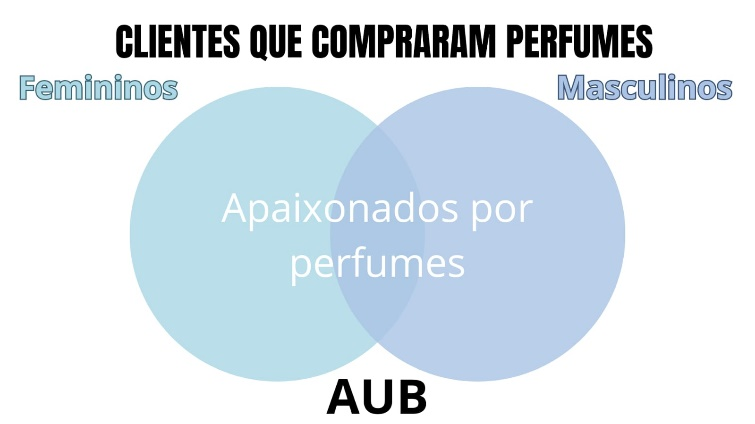 CLIENTES QUE COMPRARAM PERFUMES
Femininos
Masculinos
Apaixonados por
perfumes
AUB